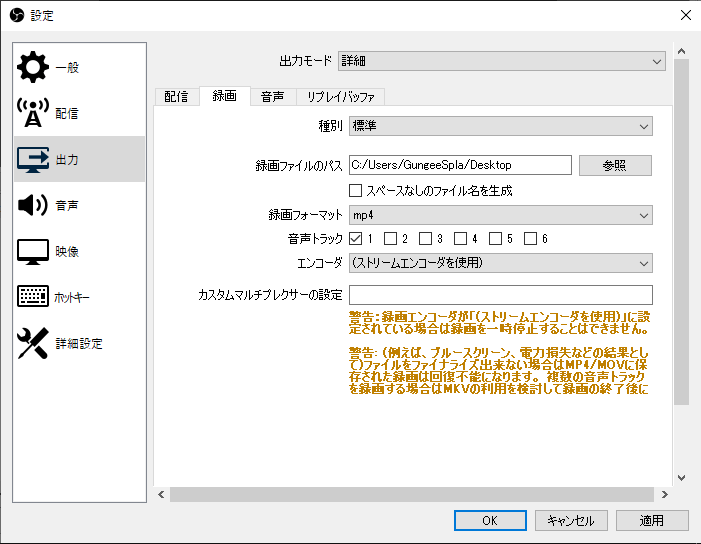 設定
一般
配信
出力
音声
映像
ホットキー
詳細設定
出力モード 詳細
配信 録画 音声 リプレイバッファ
種別 標準
録画ファイルのパス C:/Users/GungeeSpla/Desktop 参照
スペースなしのファイル名を生成
録画フォーマット mp4
音声トラック 1 2 3 4 5 6
エンコーダ (ストリームエンコーダを使用)
カスタムマルチプレクサーの設定
警告：録画エンコーダが「(ストリームエンコーダを使用)」に設
定されている場合は録画を一時停止することはできません。
警告: (例えば、ブルースクリーン、電力損失などの結果とし
て)ファイルをファイナライズ出来ない場合はMP4/MOVに保
存された録画は回復不能になります。 複数の音声トラック
を録画する場合はMKVの利用を検討して録画の終了後に
OK キャンセル 適用